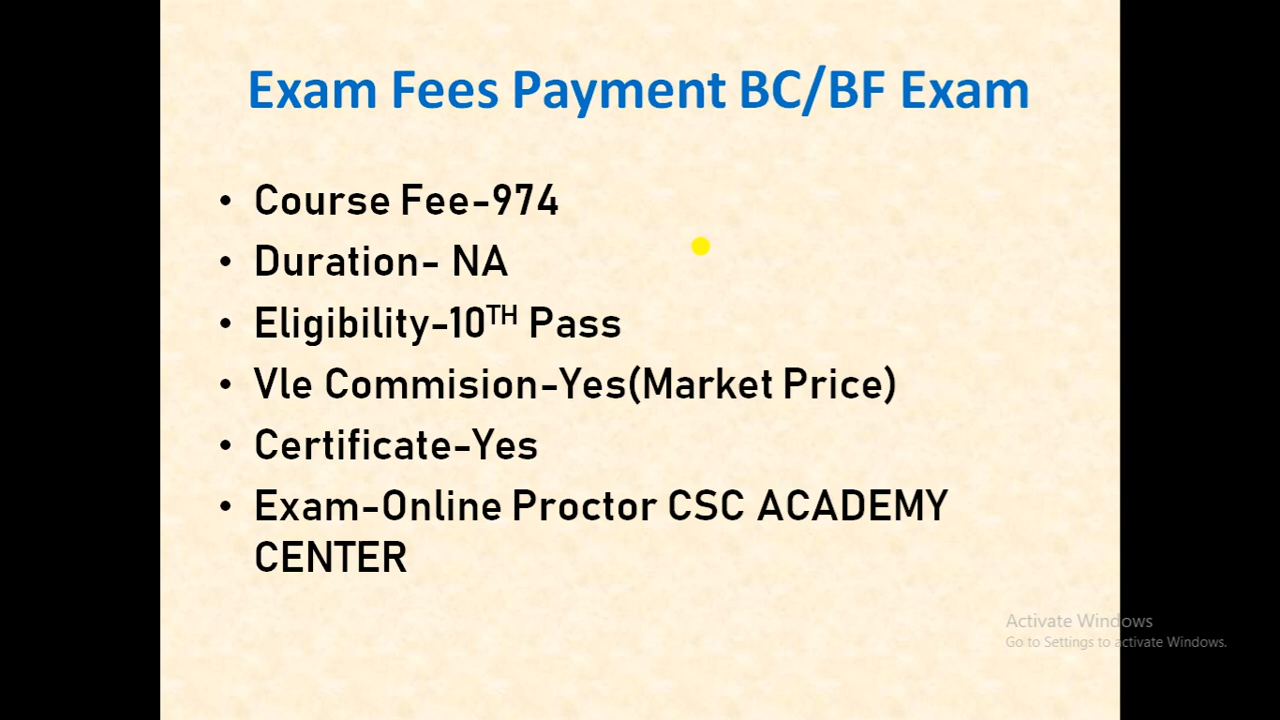 Exam Fees Payment BC/BF Exam
• Course Fee-974
• Duration- NA
• Eligibility-10TH Pass
• Vle Commision-Yes(Market Price)
• Certificate-Yes
• Exam-Online Proctor CSC ACADEMY
CENTER
Activate Windows
Go to Settings to activate Windows.